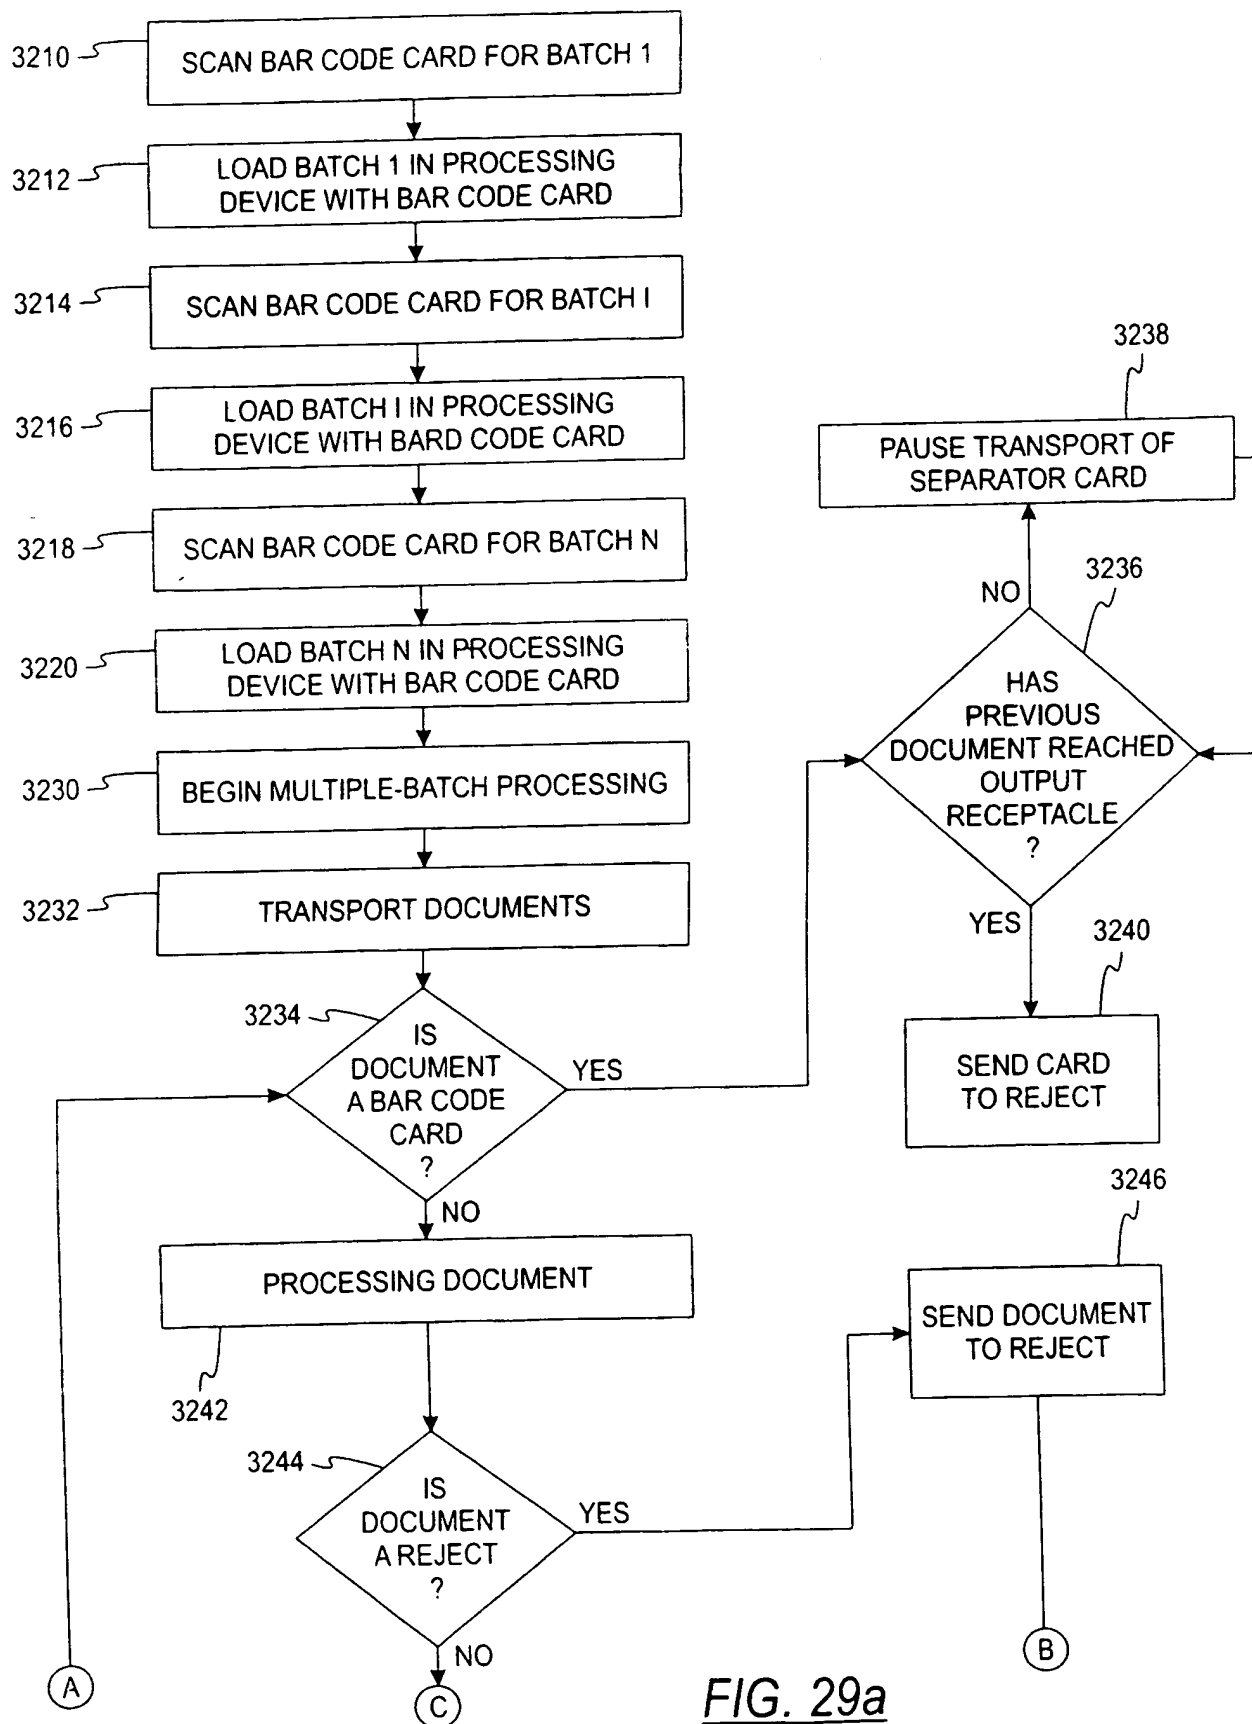 3210
SCAN BAR CODE CARD FOR BATCH 1
3212
LOAD BATCH 1 IN PROCESSING
DEVICE WITH BAR CODE CARD
3214
SCAN BAR CODE CARD FOR BATCH I
3216
LOAD BATCH I IN PROCESSING
DEVICE WITH BARD CODE CARD
3218
SCAN BAR CODE CARD FOR BATCH N
3220
LOAD BATCH N IN PROCESSING
DEVICE WITH BAR CODE CARD
3230
BEGIN MULTIPLE-BATCH PROCESSING
3232
TRANSPORT DOCUMENTS
3234
IS
DOCUMENT
A BAR CODE
CARD
?
YES
NO
3238
PAUSE TRANSPORT OF
SEPARATOR CARD
NO
3236
HAS
PREVIOUS
DOCUMENT REACHED
OUTPUT
RECEPTACLE
?
YES
3240
SEND CARD
TO REJECT
PROCESSING DOCUMENT
3242
3244
IS
DOCUMENT
A REJECT
?
YES
NO
3246
SEND DOCUMENT
TO REJECT
A
C
B
FIG. 29a